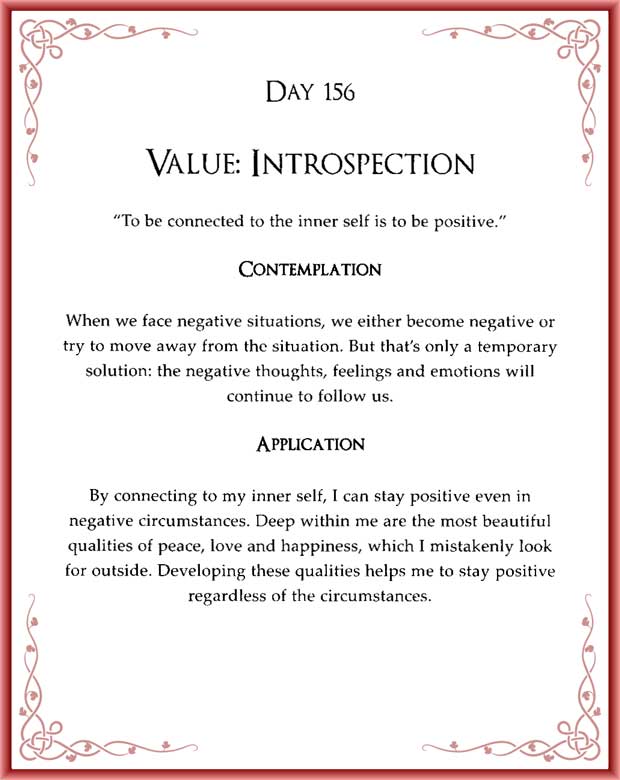 Day 156
Value: Introspection
“To be connected to the inner self is to be positive.”
Contemplation
When we face negative situations, we either become negative or
try to move away from the situation. But that’s only a temporary
solution: the negative thoughts, feelings and emotions will
continue to follow us.
Application
By connecting to my inner self, I can stay positive even in
negative circumstances. Deep within me are the most beautiful
qualities of peace, love and happiness, which I mistakenly look
for outside. Developing these qualities helps me to stay positive
regardless of the circumstances.